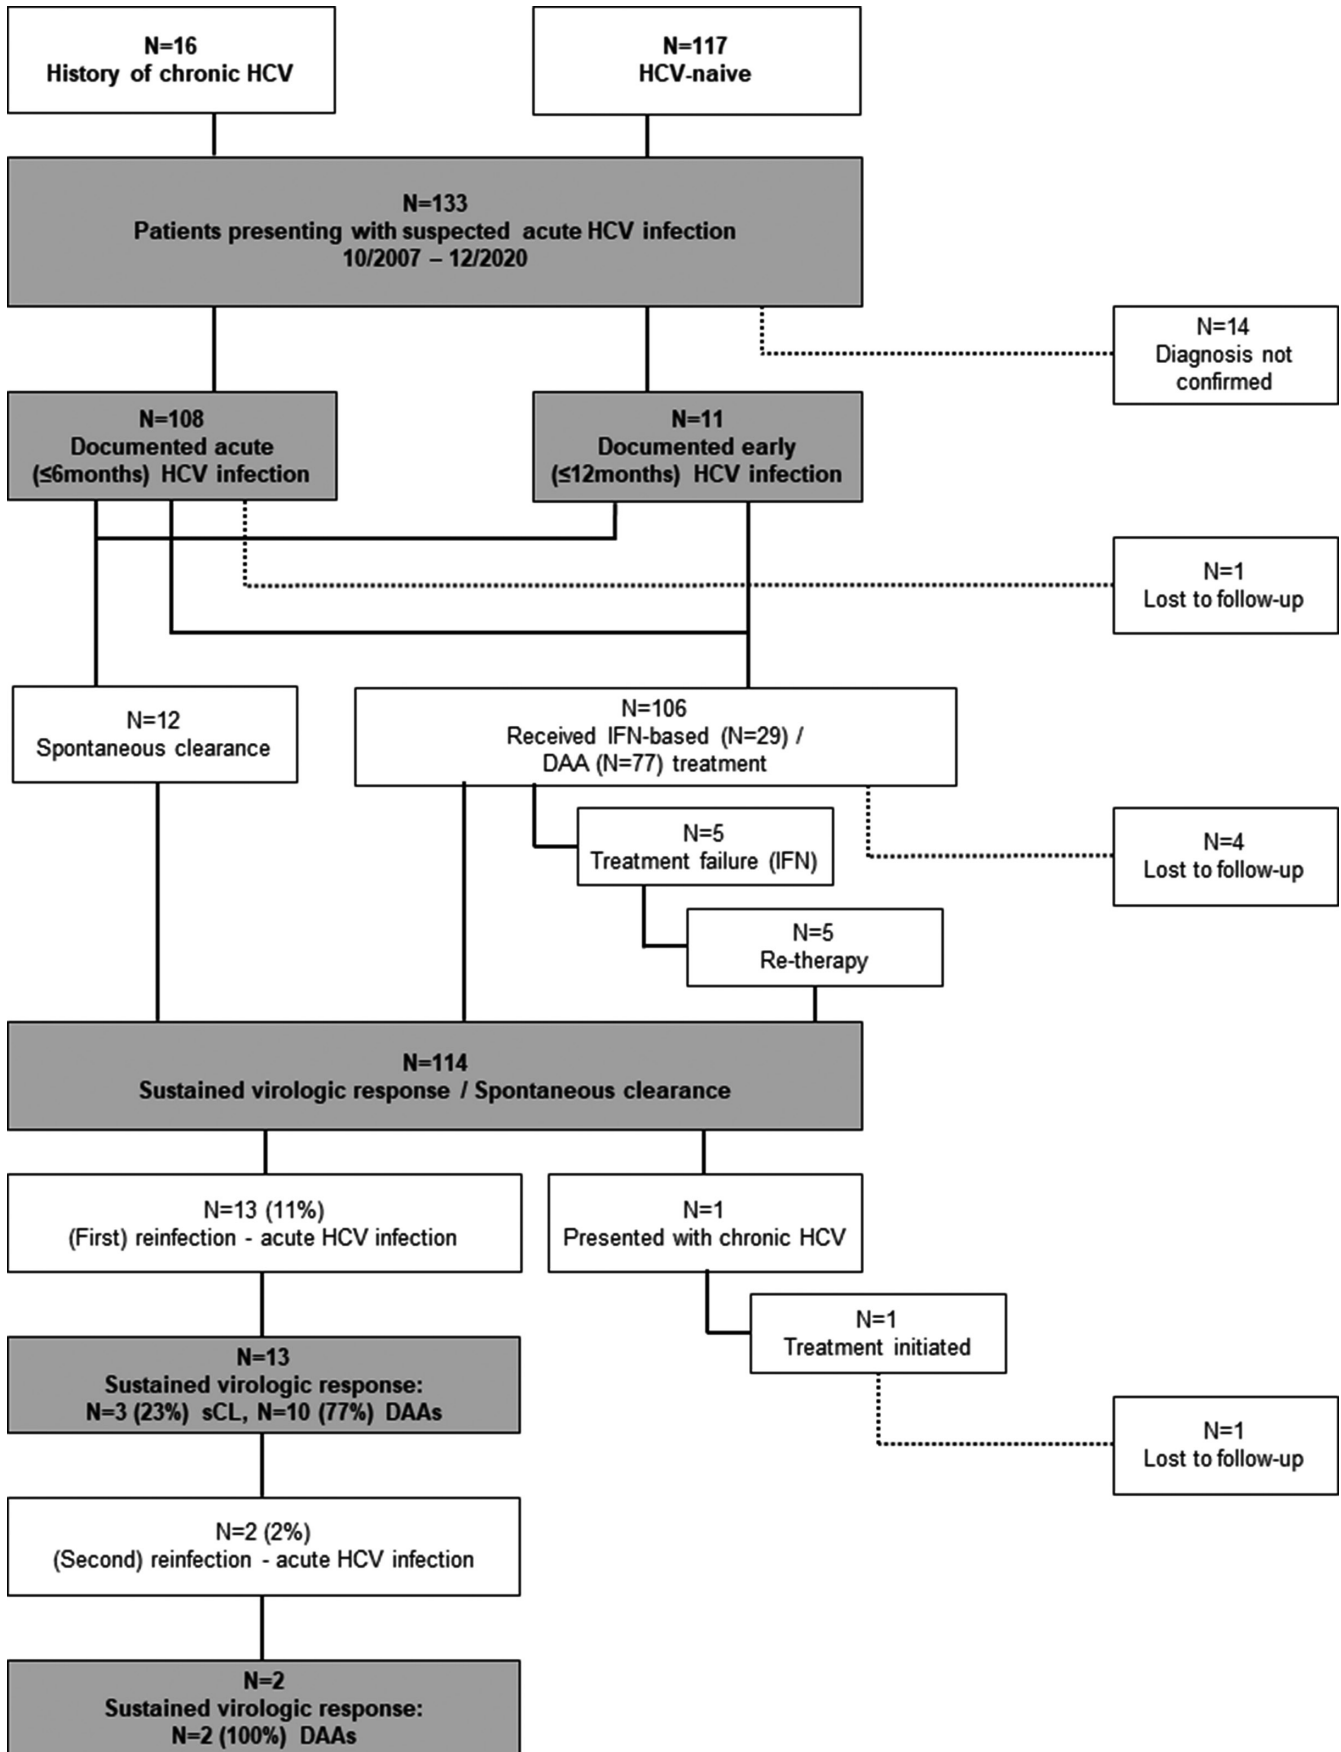 N=16
History of chronic HCV
N=117
HCV-naive
N=133
Patients presenting with suspected acute HCV infection
10/2007 – 12/2020
N=14
Diagnosis not
confirmed
N=108
Documented acute
(≤6months) HCV infection
N=11
Documented early
(≤12months) HCV infection
N=1
Lost to follow-up
N=12
Spontaneous clearance
N=106
Received IFN-based (N=29) /
DAA (N=77) treatment
N=5
Treatment failure (IFN)
N=4
Lost to follow-up
N=5
Re-therapy
N=114
Sustained virologic response / Spontaneous clearance
N=13 (11%)
(First) reinfection - acute HCV infection
N=1
Presented with chronic HCV
N=1
Treatment initiated
N=13
Sustained virologic response:
N=3 (23%) sCL, N=10 (77%) DAAs
N=1
Lost to follow-up
N=2 (2%)
(Second) reinfection - acute HCV infection
N=2
Sustained virologic response:
N=2 (100%) DAAs